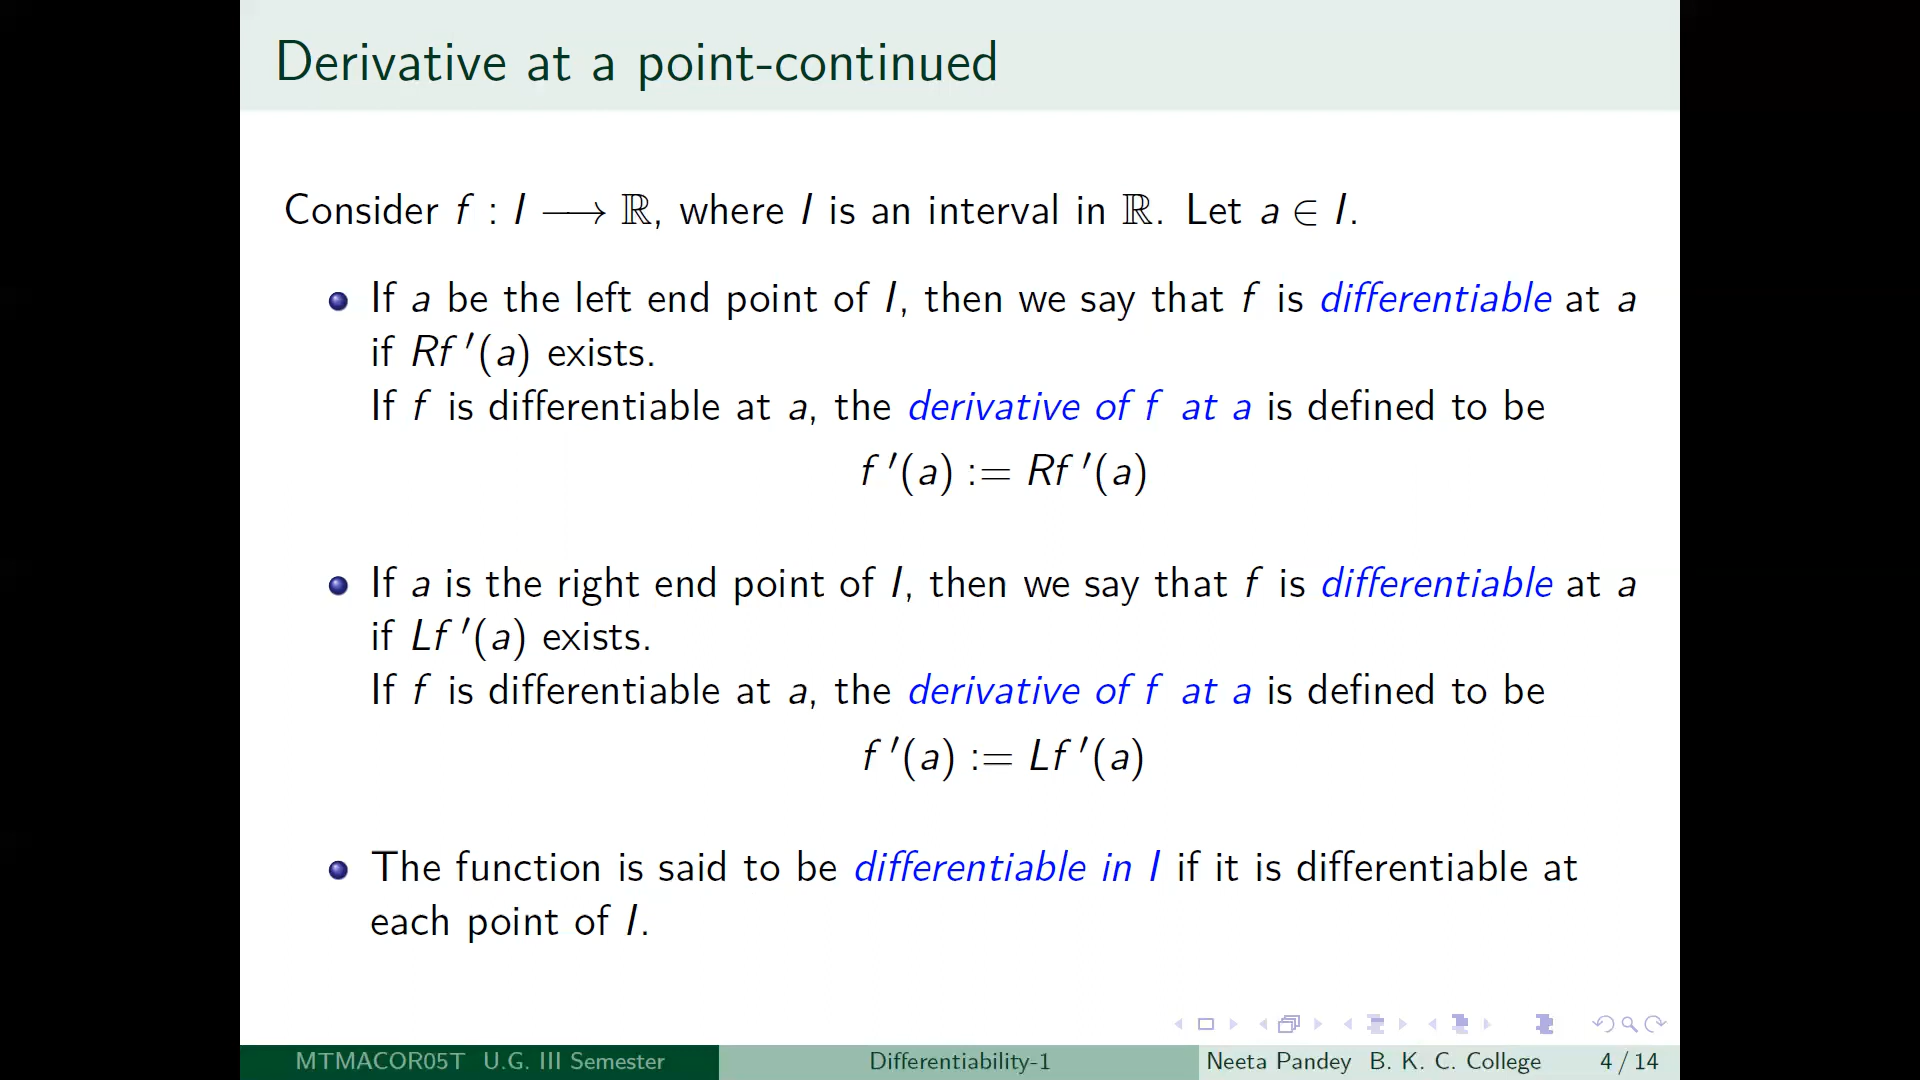 Derivative at a point-continued
Consider f : I ⟶ ℝ, where I is an interval in ℝ. Let a ∈ I.
If a be the left end point of I, then we say that f is differentiable at a
if Rf ′(a) exists.
If f is differentiable at a, the derivative of f at a is defined to be
f ′(a) := Rf ′(a)
If a is the right end point of I, then we say that f is differentiable at a
if Lf ′(a) exists.
If f is differentiable at a, the derivative of f at a is defined to be
f ′(a) := Lf ′(a)
The function is said to be differentiable in I if it is differentiable at
each point of I.
MTMACOR05T U.G. III Semester Differentiability-1 Neeta Pandey B. K. C. College 4 / 14